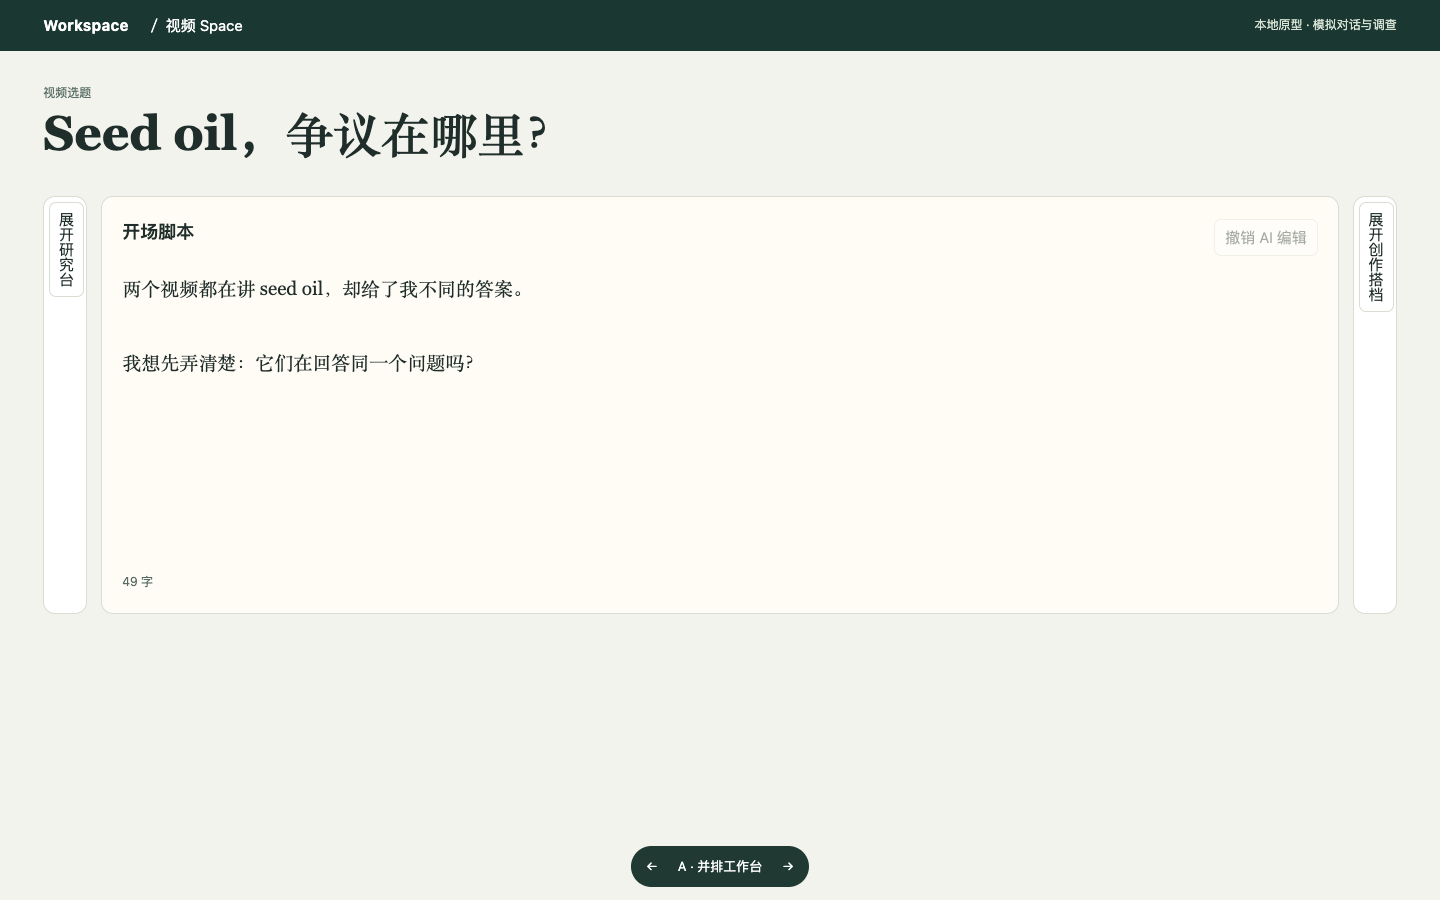 Workspace / 视频 Space
本地原型 · 模拟对话与调查
视频选题
Seed oil，争议在哪里？
展开研究台
开场脚本
撤销 AI 编辑
两个视频都在讲 seed oil，却给了我不同的答案。
我想先弄清楚：它们在回答同一个问题吗？
49 字
展开创作搭档
← A · 并排工作台 →